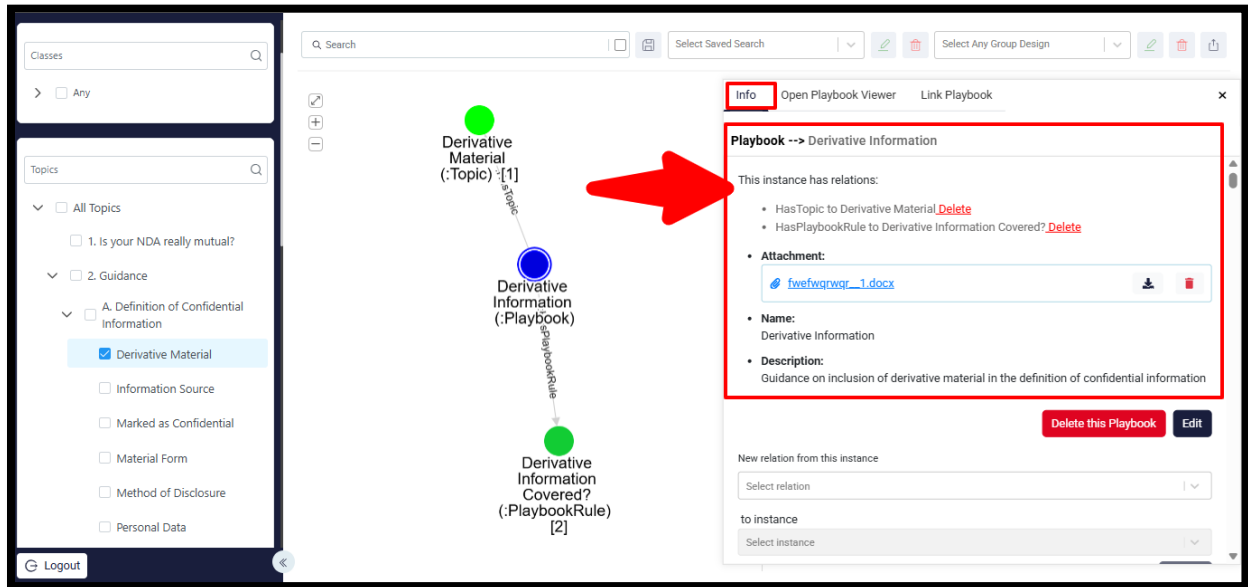 Classes
Any
Topics
All Topics
1. Is your NDA really mutual?
2. Guidance
A. Definition of Confidential
Information
Derivative Material
Information Source
Marked as Confidential
Material Form
Method of Disclosure
Personal Data
Logout
Search
Select Saved Search
Select Any Group Design
Derivative
Material
(:Topic) [1]
sTopic
Derivative
Information
(:Playbook)
sPlaybookRule
Derivative
Information
Covered?
(:PlaybookRule)
[2]
Info Open Playbook Viewer Link Playbook
Playbook --> Derivative Information
This instance has relations:
• HasTopic to Derivative Material Delete
• HasPlaybookRule to Derivative Information Covered? Delete
• Attachment:
fwefwqrwqr__1.docx
• Name:
Derivative Information
• Description:
Guidance on inclusion of derivative material in the definition of confidential information
Delete this Playbook Edit
New relation from this instance
Select relation
to instance
Select instance